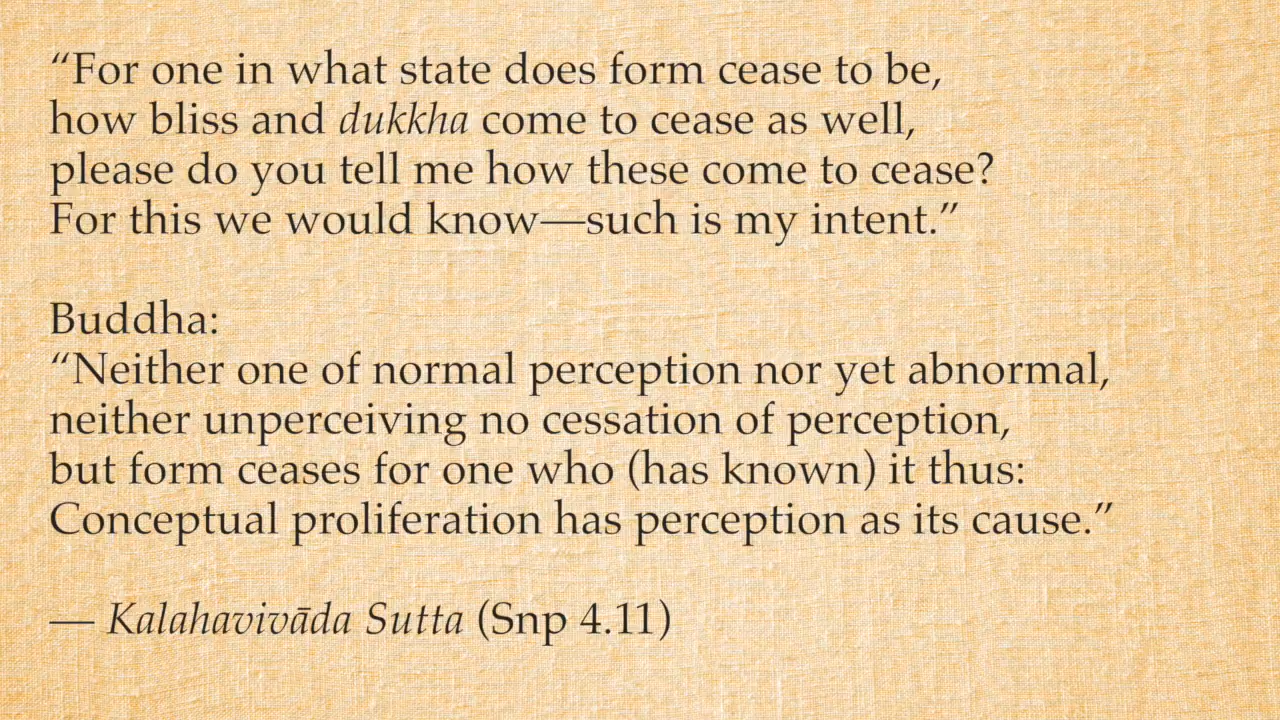 “For one in what state does form cease to be,
how bliss and dukkha come to cease as well,
please do you tell me how these come to cease?
For this we would know—such is my intent.”
Buddha:
“Neither one of normal perception nor yet abnormal,
neither unperceiving no cessation of perception,
but form ceases for one who (has known) it thus:
Conceptual proliferation has perception as its cause.”
— Kalahavivāda Sutta (Snp 4.11)